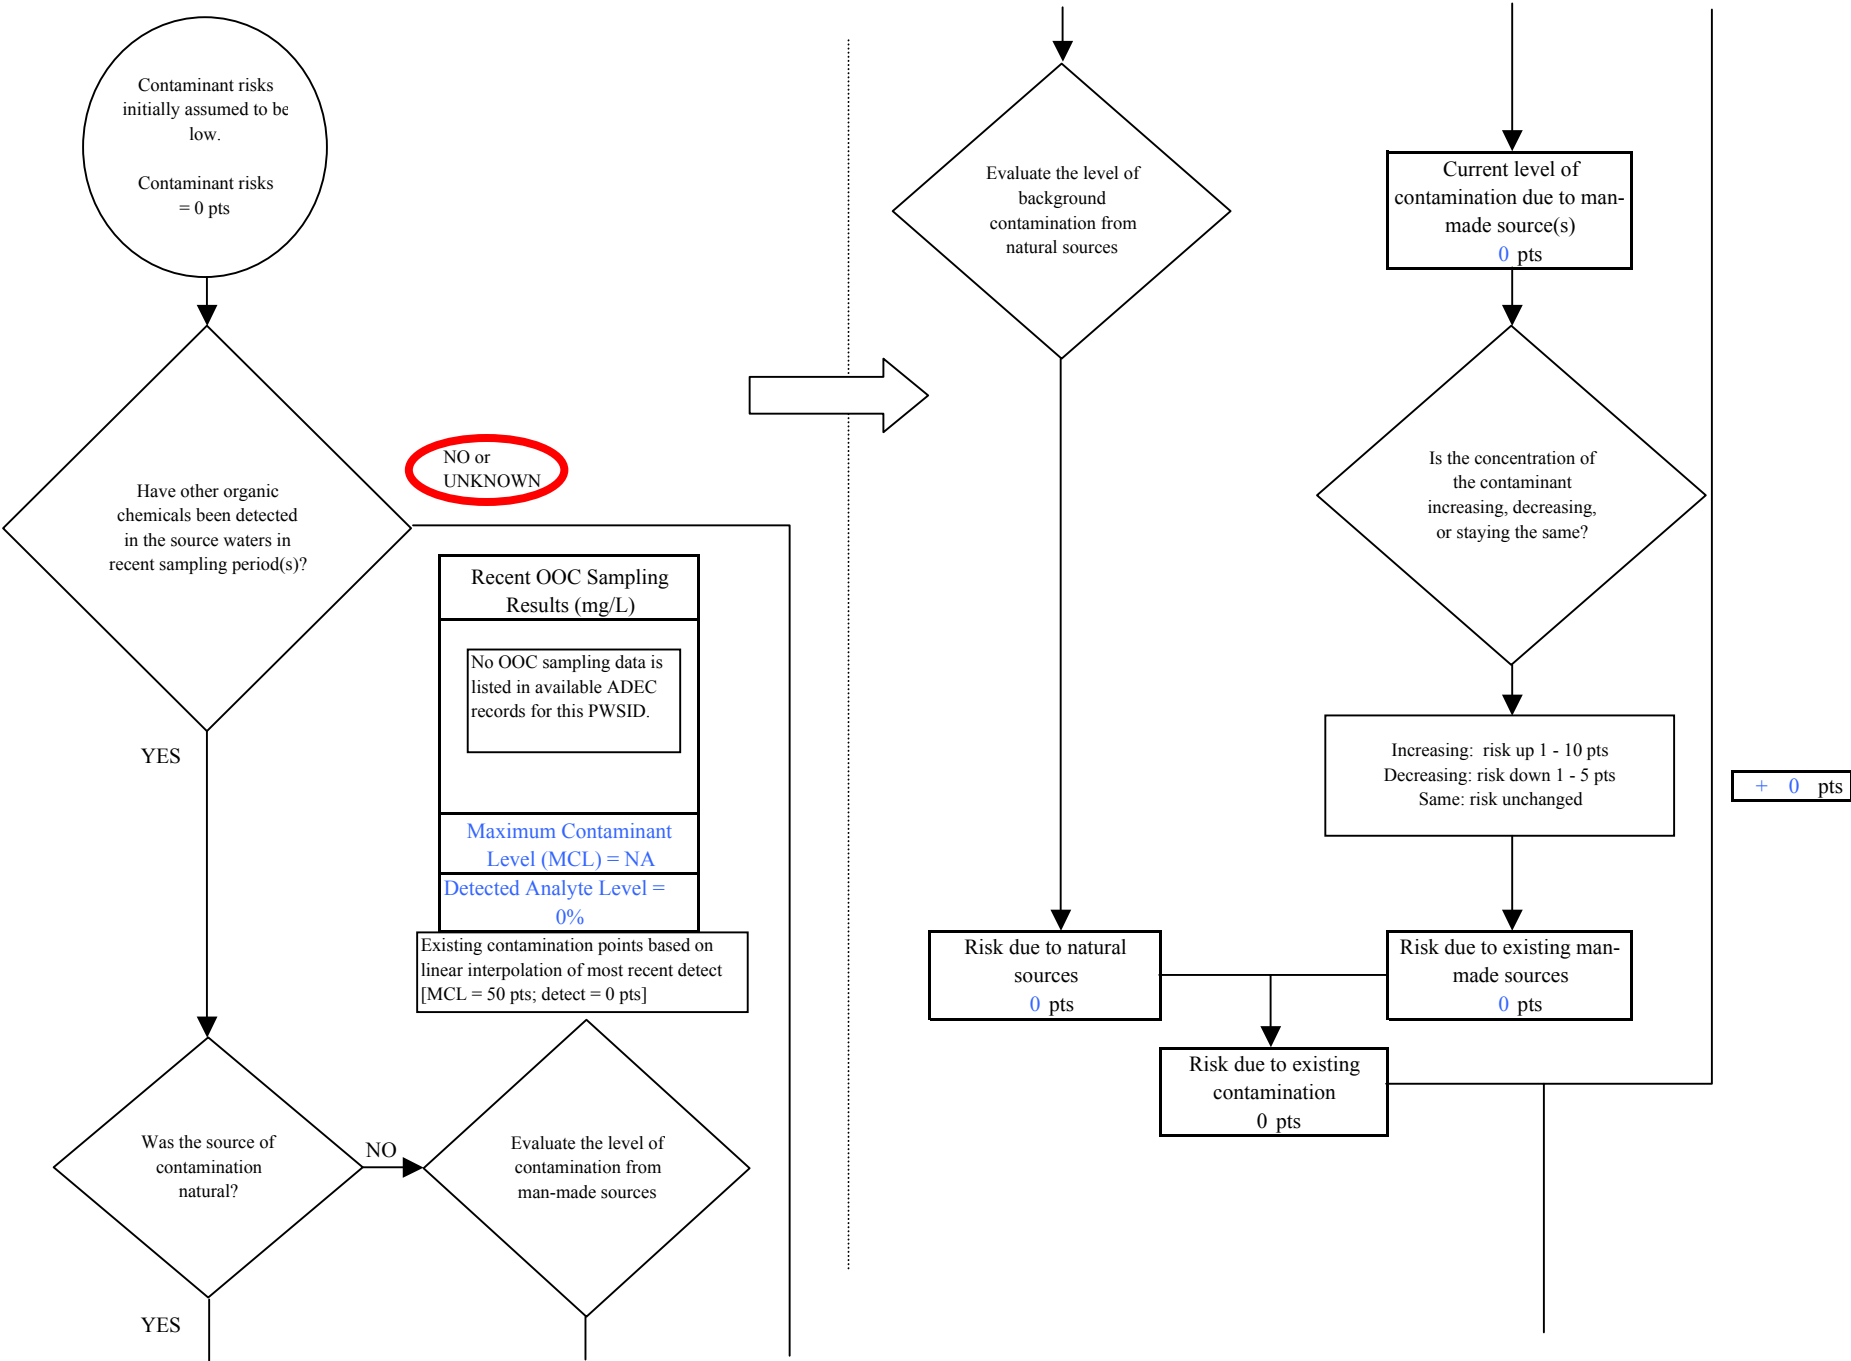 Contaminant risks
initially assumed to be
low.
Contaminant risks
= 0 pts
Have other organic
chemicals been detected
in the source waters in
recent sampling period(s)?
NO or
UNKNOWN
YES
Recent OOC Sampling
Results (mg/L)
No OOC sampling data is
listed in available ADEC
records for this PWSID.
Maximum Contaminant
Level (MCL) = NA
Detected Analyte Level =
0%
Existing contamination points based on
linear interpolation of most recent detect
[MCL = 50 pts; detect = 0 pts]
Was the source of
contamination
natural?
NO
YES
Evaluate the level of
contamination from
man-made sources
Evaluate the level of
background
contamination from
natural sources
Current level of
contamination due to man-
made source(s)
0 pts
Is the concentration of
the contaminant
increasing, decreasing,
or staying the same?
Increasing: risk up 1 - 10 pts
Decreasing: risk down 1 - 5 pts
Same: risk unchanged
+ 0 pts
Risk due to natural
sources
0 pts
Risk due to existing man-
made sources
0 pts
Risk due to existing
contamination
0 pts